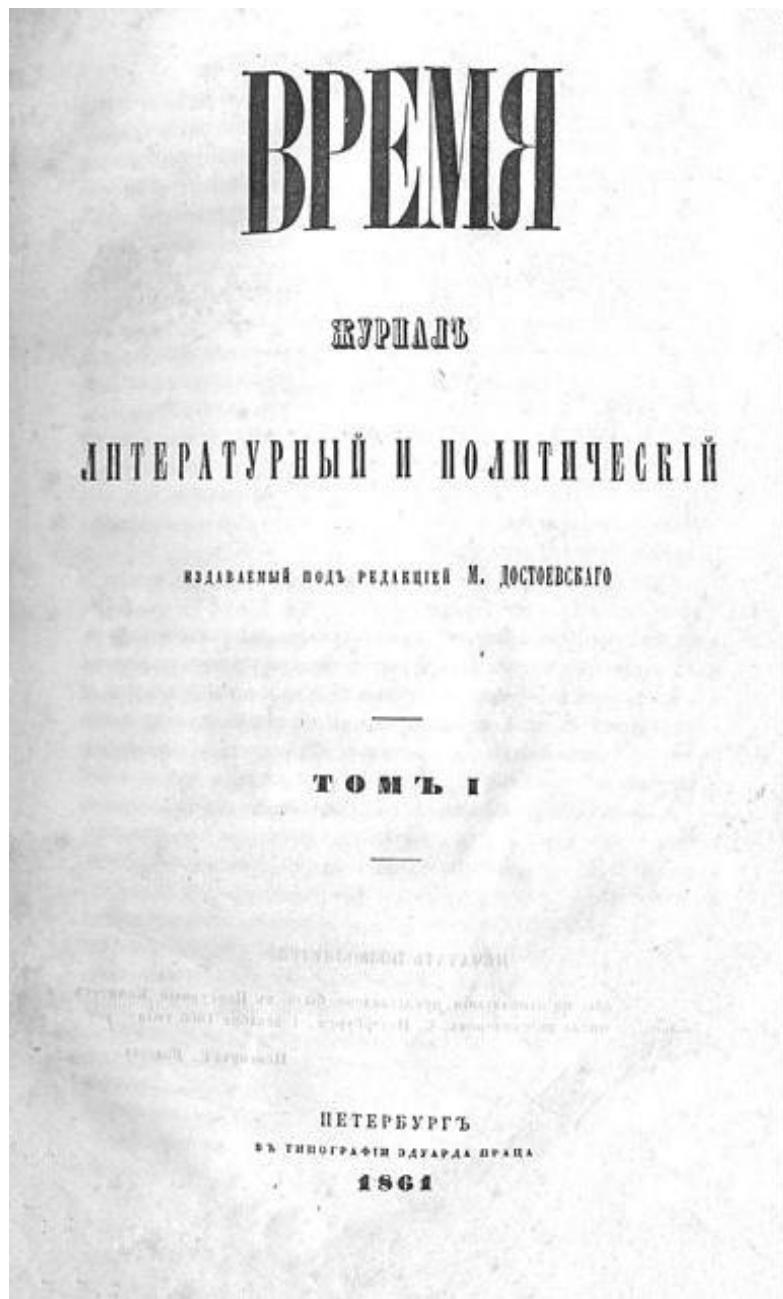 ВРЕМЯ
ЖУРНАЛЪ
ЛИТЕРАТУРНЫЙ И ПОЛИТИЧЕСКІЙ
ИЗДАВАЕМЫЙ ПОДЪ РЕДАКЦІЕЙ М. ДОСТОЕВСКАГО
ТОМЪ I
ПЕТЕРБУРГЪ
ВЪ ТИПОГРАФІИ ЭДУАРДА ПРАЦА
1861